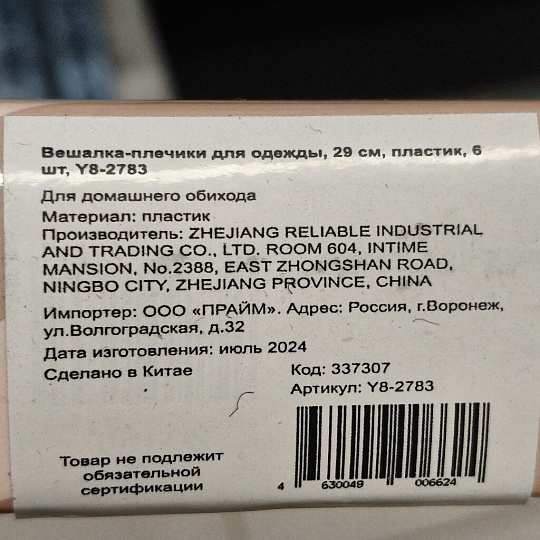 Вешалка-плечики для одежды, 29 см, пластик, 6
шт, Y8-2783
Для домашнего обихода
Материал: пластик
Производитель: ZHEJIANG RELIABLE INDUSTRIAL
AND TRADING CO., LTD. ROOM 604, INTIME
MANSION, No.2388, EAST ZHONGSHAN ROAD,
NINGBO CITY, ZHEJIANG PROVINCE, CHINA
Импортер: ООО «ПРАЙМ». Адрес: Россия, г.Воронеж,
ул.Волгоградская, д.32
Дата изготовления: июль 2024
Сделано в Китае
Код: 337307
Артикул: Y8-2783
Товар не подлежит
обязательной
сертификации
4 630049 006624